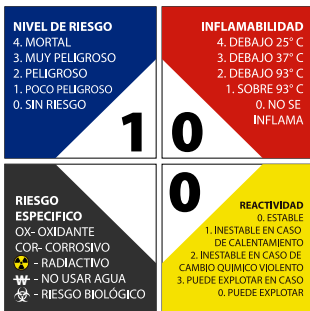 NIVEL DE RIESGO
4. MORTAL
3. MUY PELIGROSO
2. PELIGROSO
1. POCO PELIGROSO
0. SIN RIESGO
1
INFLAMABILIDAD
4. DEBAJO 25° C
3. DEBAJO 37° C
2. DEBAJO 93° C
1. SOBRE 93° C
0. NO SE
INFLAMA
0
RIESGO
ESPECIFICO
OX- OXIDANTE
COR- CORROSIVO
- RADIACTIVO
W - NO USAR AGUA
- RIESGO BIOLÓGICO
0
REACTIVIDAD
0. ESTABLE
1. INESTABLE EN CASO
DE CALENTAMIENTO
2. INESTABLE EN CASO DE
CAMBIO QUIMICO VIOLENTO
3. PUEDE EXPLOTAR EN CASO
0. PUEDE EXPLOTAR